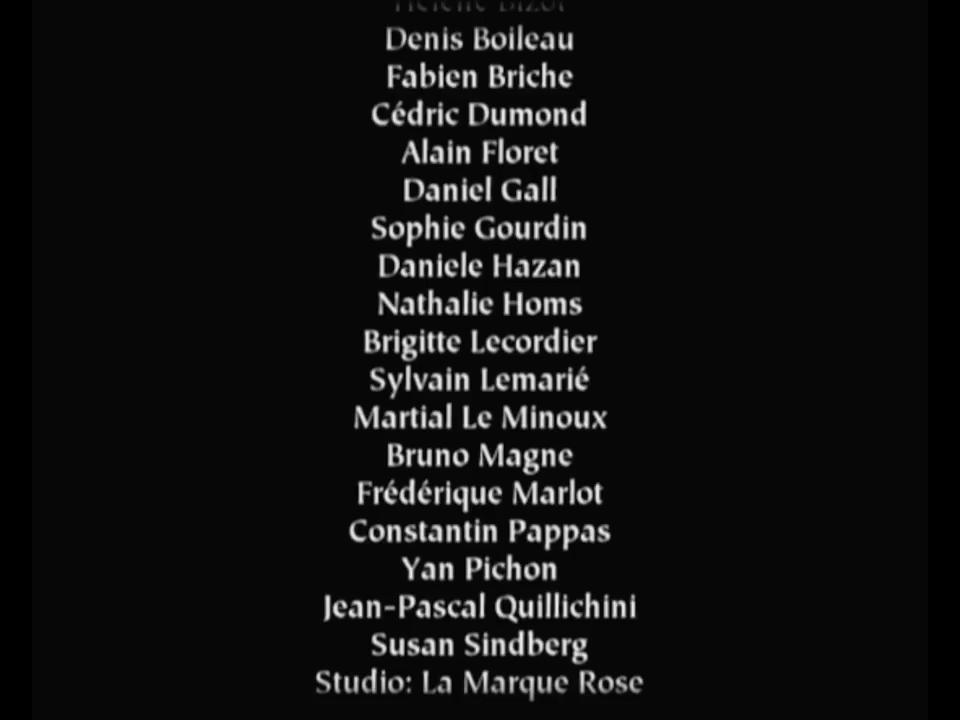 Denis Boileau
Fabien Briche
Cédric Dumond
Alain Floret
Daniel Gall
Sophie Gourdin
Daniele Hazan
Nathalie Homs
Brigitte Lecordier
Sylvain Lemarié
Martial Le Minoux
Bruno Magne
Frédérique Marlot
Constantin Pappas
Yan Pichon
Jean-Pascal Quillichini
Susan Sindberg
Studio: La Marque Rose